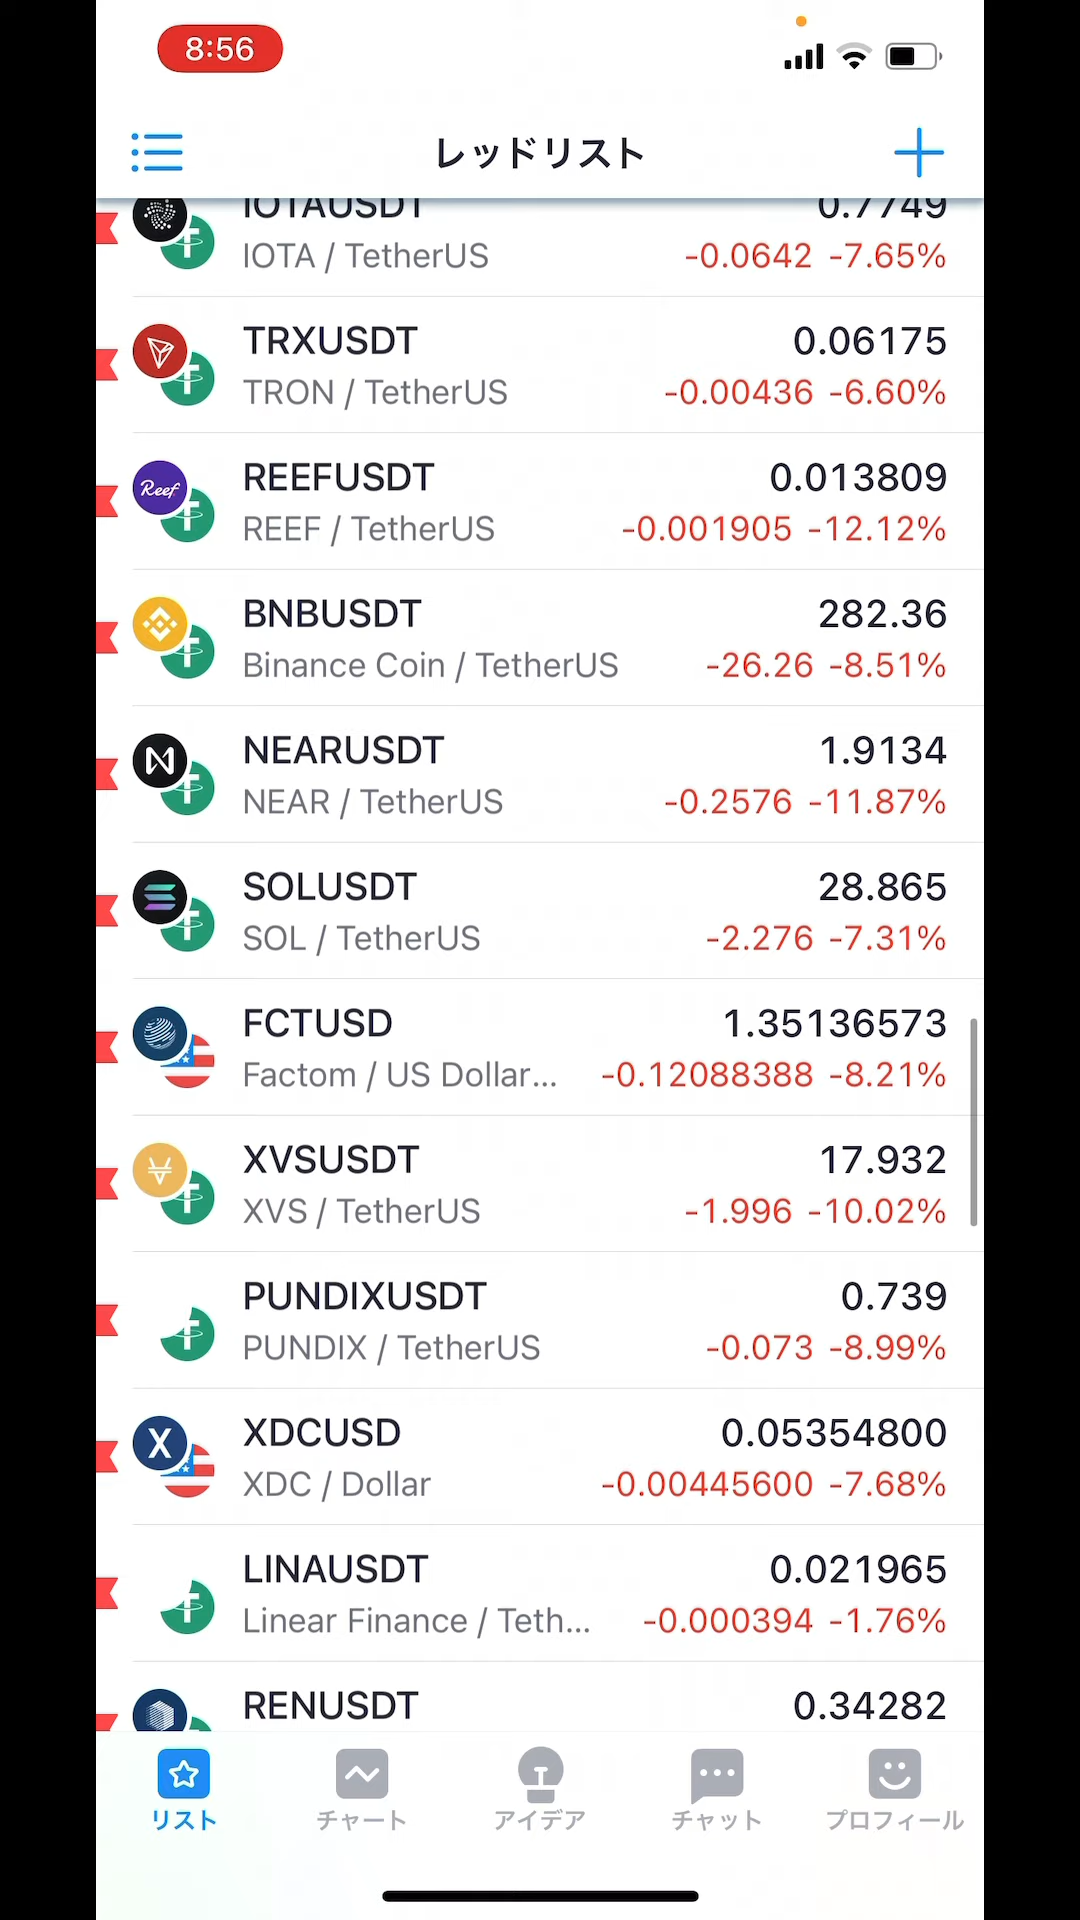 8:56
レッドリスト
IOTAUSDT 0.7749
IOTA / TetherUS -0.0642 -7.65%
TRXUSDT 0.06175
TRON / TetherUS -0.00436 -6.60%
Reef
REEFUSDT 0.013809
REEF / TetherUS -0.001905 -12.12%
BNBUSDT 282.36
Binance Coin / TetherUS -26.26 -8.51%
NEARUSDT 1.9134
NEAR / TetherUS -0.2576 -11.87%
SOLUSDT 28.865
SOL / TetherUS -2.276 -7.31%
FCTUSD 1.35136573
Factom / US Dollar... -0.12088388 -8.21%
XVSUSDT 17.932
XVS / TetherUS -1.996 -10.02%
PUNDIXUSDT 0.739
PUNDIX / TetherUS -0.073 -8.99%
X
XDCUSD 0.05354800
XDC / Dollar -0.00445600 -7.68%
LINAUSDT 0.021965
Linear Finance / Teth... -0.000394 -1.76%
RENUSDT 0.34282
リスト チャート アイデア チャット プロフィール